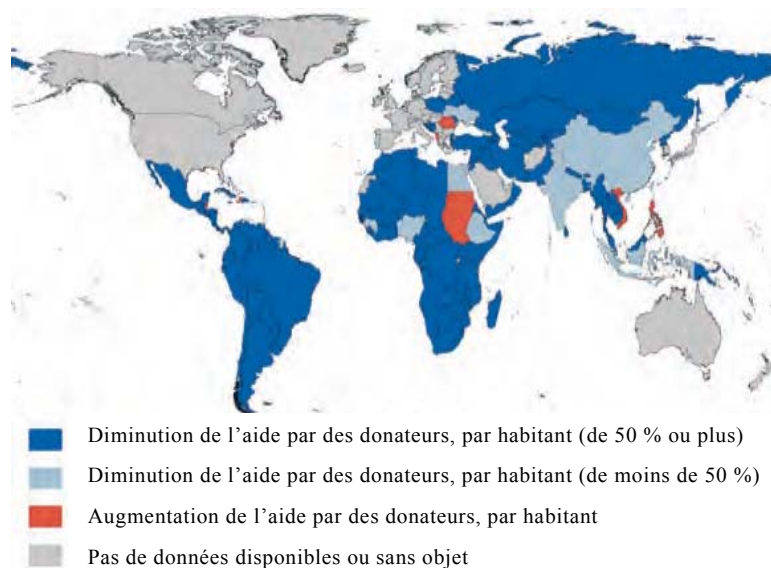 Diminution de l’aide par des donateurs, par habitant (de 50 % ou plus)
Diminution de l’aide par des donateurs, par habitant (de moins de 50 %)
Augmentation de l’aide par des donateurs, par habitant
Pas de données disponibles ou sans objet